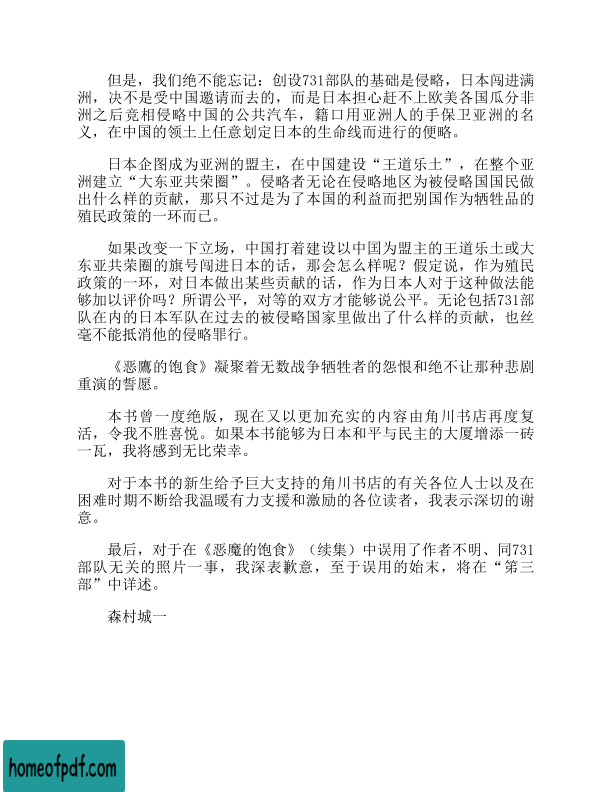 但是，我们绝不能忘记：创设731部队的基础是侵略，日本闯进满
洲，决不是受中国邀请而去的，而是日本担心赶不上欧美各国瓜分非
洲之后竞相侵略中国的公共汽车，籍口用亚洲人的手保卫亚洲的名
义，在中国的领土上任意划定日本的生命线而进行的便略。
日本企图成为亚洲的盟主，在中国建设“王道乐土”，在整个亚
洲建立“大东亚共荣圈”。侵略者无论在侵略地区为被侵略国国民做
出什么样的贡献，那只不过是为了本国的利益而把别国作为牺牲品的
殖民政策的一环而已。
如果改变一下立场，中国打着建设以中国为盟主的王道乐土或大
东亚共荣圈的旗号闯进日本的话，那会怎么样呢？假定说，作为殖民
政策的一环，对日本做出某些贡献的话，作为日本人对于这种做法能
够加以评价吗？所谓公平，对等的双方才能够说公平。无论包括731部
队在内的日本军队在过去的被侵略国家里做出了什么样的贡献，也丝
毫不能抵消他的侵略罪行。
《恶鹰的饱食》凝聚着无数战争牺牲者的怨恨和绝不让那种悲剧
重演的誓愿。
本书曾一度绝版，现在又以更加充实的内容由角川书店再度复
活，令我不胜喜悦。如果本书能够为日本和平与民主的大厦增添一砖
一瓦，我将感到无比荣幸。
对于本书的新生给予巨大支持的角川书店的有关各位人士以及在
困难时期不断给我温暖有力支援和激励的各位读者，我表示深切的谢
意。
最后，对于在《恶魔的饱食》（续集）中误用了作者不明、同731
部队无关的照片一事，我深表歉意，至于误用的始末，将在“笫三
部”中详述。
森村城一
homeofpdf.com